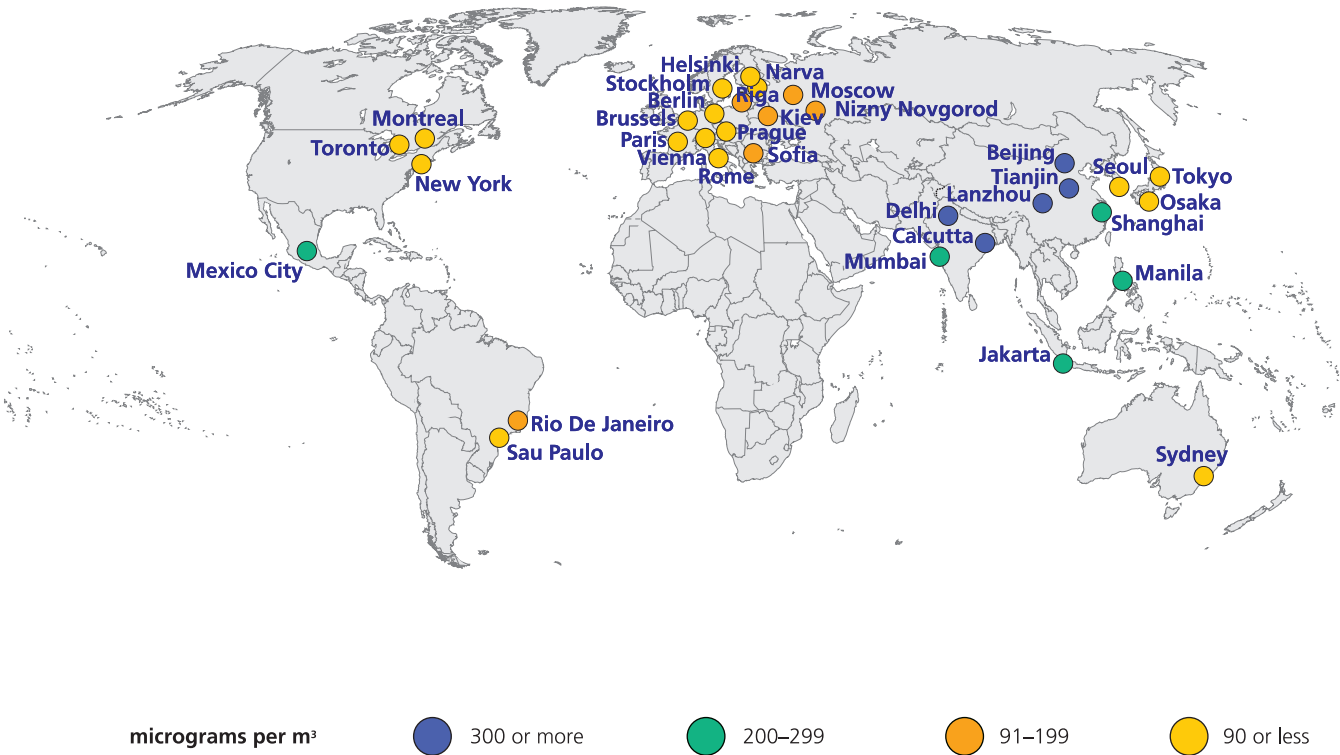 Helsinki
Narva
Stockholm
Riga
Moscow
Berlin
Nizny Novgorod
Brussels
Kiev
Paris
Prague
Vienna
Sofia
Rome
Montreal
Toronto
New York
Beijing
Seoul
Tokyo
Tianjin
Lanzhou
Osaka
Delhi
Shanghai
Calcutta
Mumbai
Manila
Mexico City
Jakarta
Rio De Janeiro
Sau Paulo
Sydney
micrograms per m³ 300 or more 200–299 91–199 90 or less